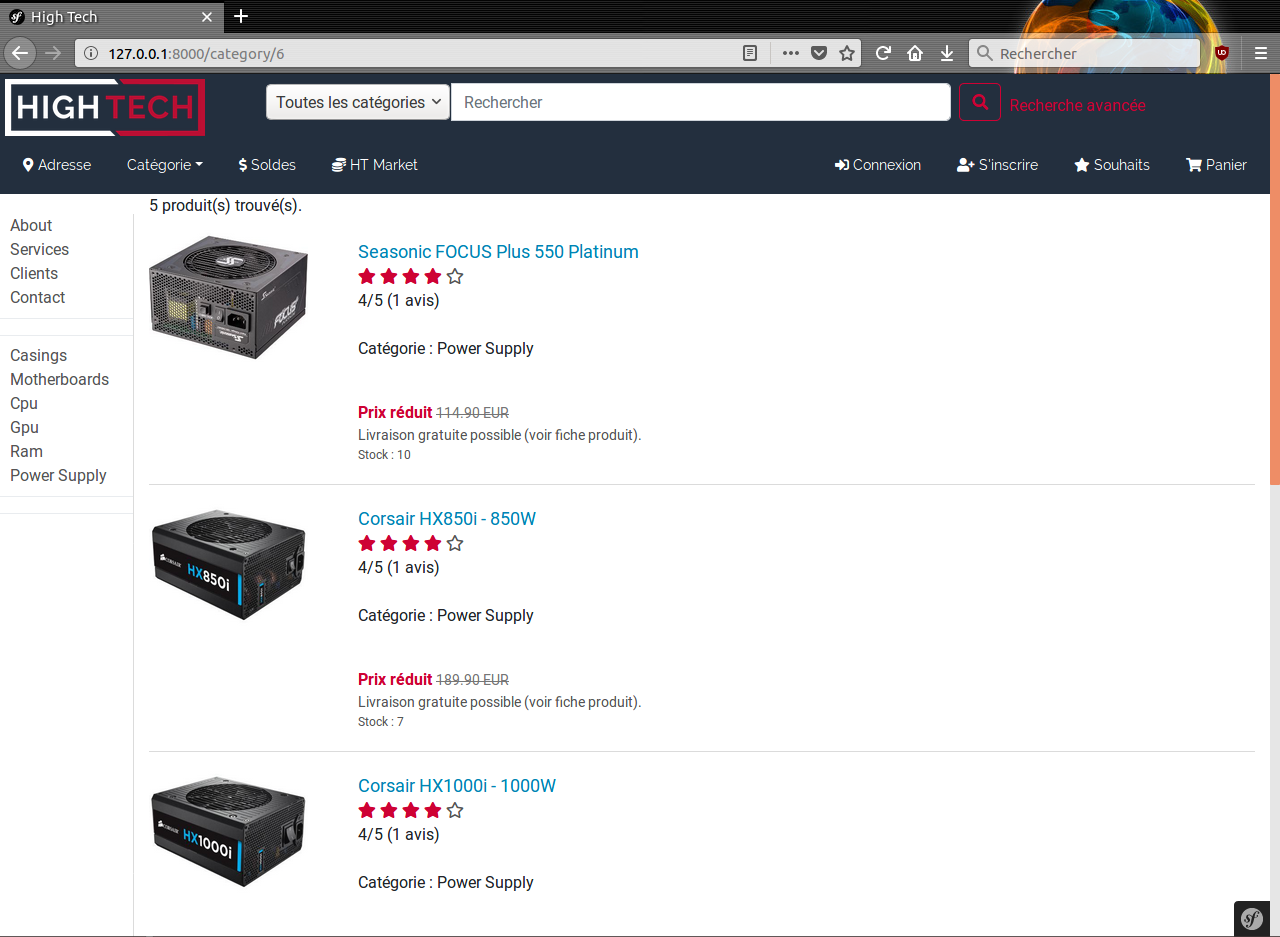 High Tech
127.0.0.1:8000/category/6
Rechercher
HIGH TECH
Toutes les catégories
Rechercher
Recherche avancée
Adresse
Catégorie
Soldes
HT Market
Connexion
S'inscrire
Souhaits
Panier
About
Services
Clients
Contact
Casings
Motherboards
Cpu
Gpu
Ram
Power Supply
5 produit(s) trouvé(s).
FOCUS
Seasonic FOCUS Plus 550 Platinum
4/5 (1 avis)
Catégorie : Power Supply
Prix réduit 114.90 EUR
Livraison gratuite possible (voir fiche produit).
Stock : 10
CORSAIR HX850i
Corsair HX850i - 850W
4/5 (1 avis)
Catégorie : Power Supply
Prix réduit 189.90 EUR
Livraison gratuite possible (voir fiche produit).
Stock : 7
CORSAIR HX1000i
Corsair HX1000i - 1000W
4/5 (1 avis)
Catégorie : Power Supply